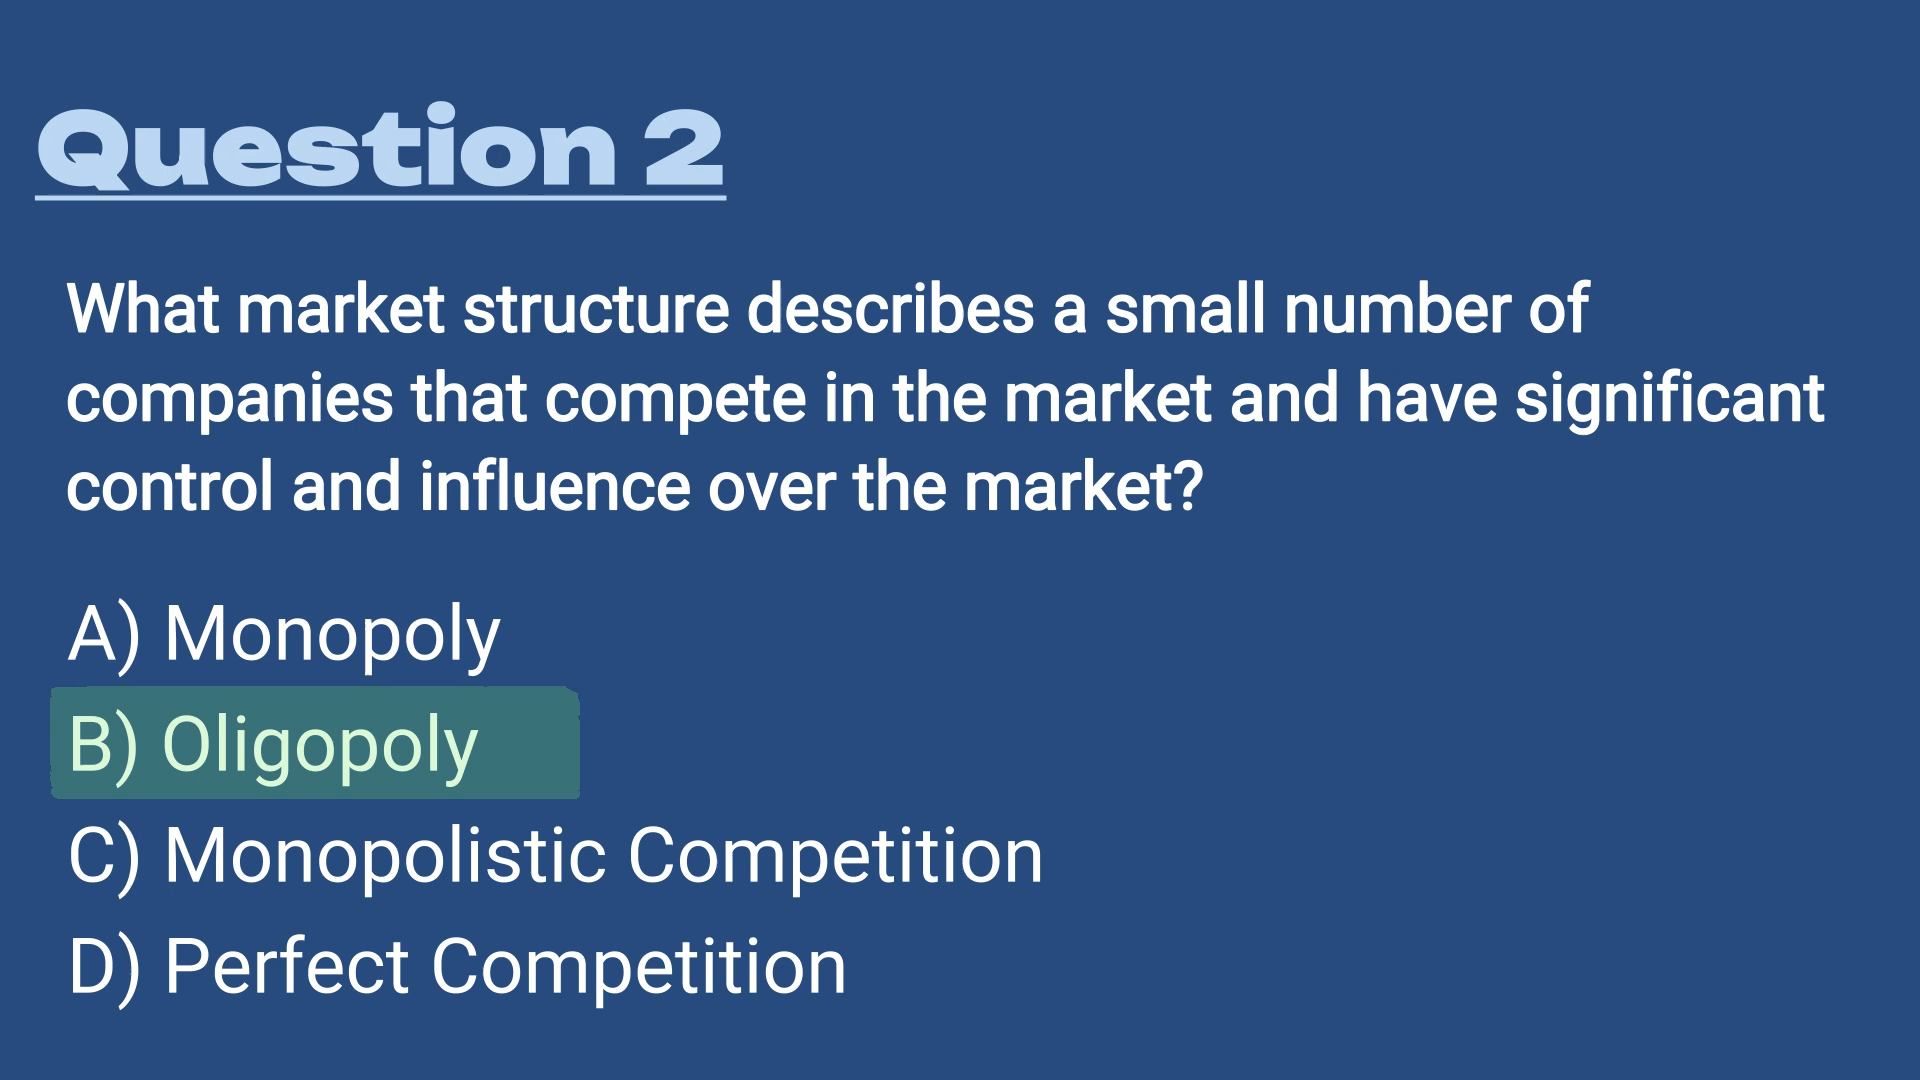 Question 2
What market structure describes a small number of
companies that compete in the market and have significant
control and influence over the market?
A) Monopoly
B) Oligopoly
C) Monopolistic Competition
D) Perfect Competition